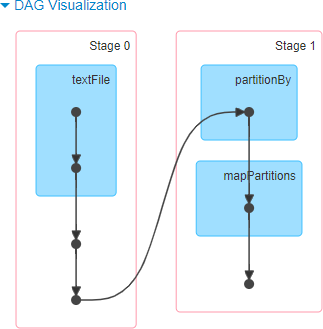 DAG Visualization
Stage 0
textFile
Stage 1
partitionBy
mapPartitions